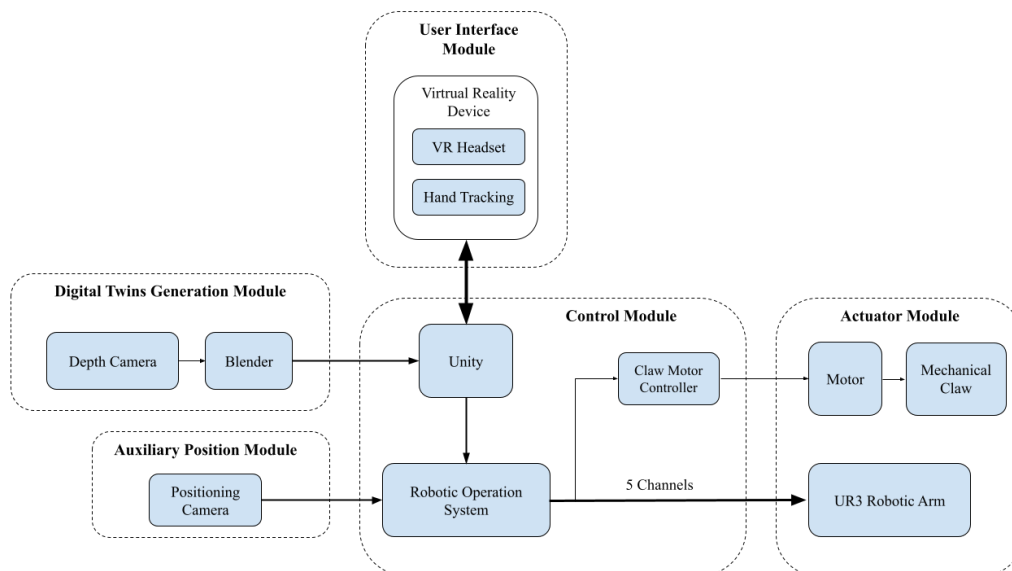 User Interface
Module
Virtrual Reality
Device
VR Headset
Hand Tracking
Digital Twins Generation Module
Depth Camera
Blender
Control Module
Unity
Claw Motor
Controller
Actuator Module
Motor
Mechanical
Claw
Auxiliary Position Module
Positioning
Camera
Robotic Operation
System
5 Channels
UR3 Robotic Arm